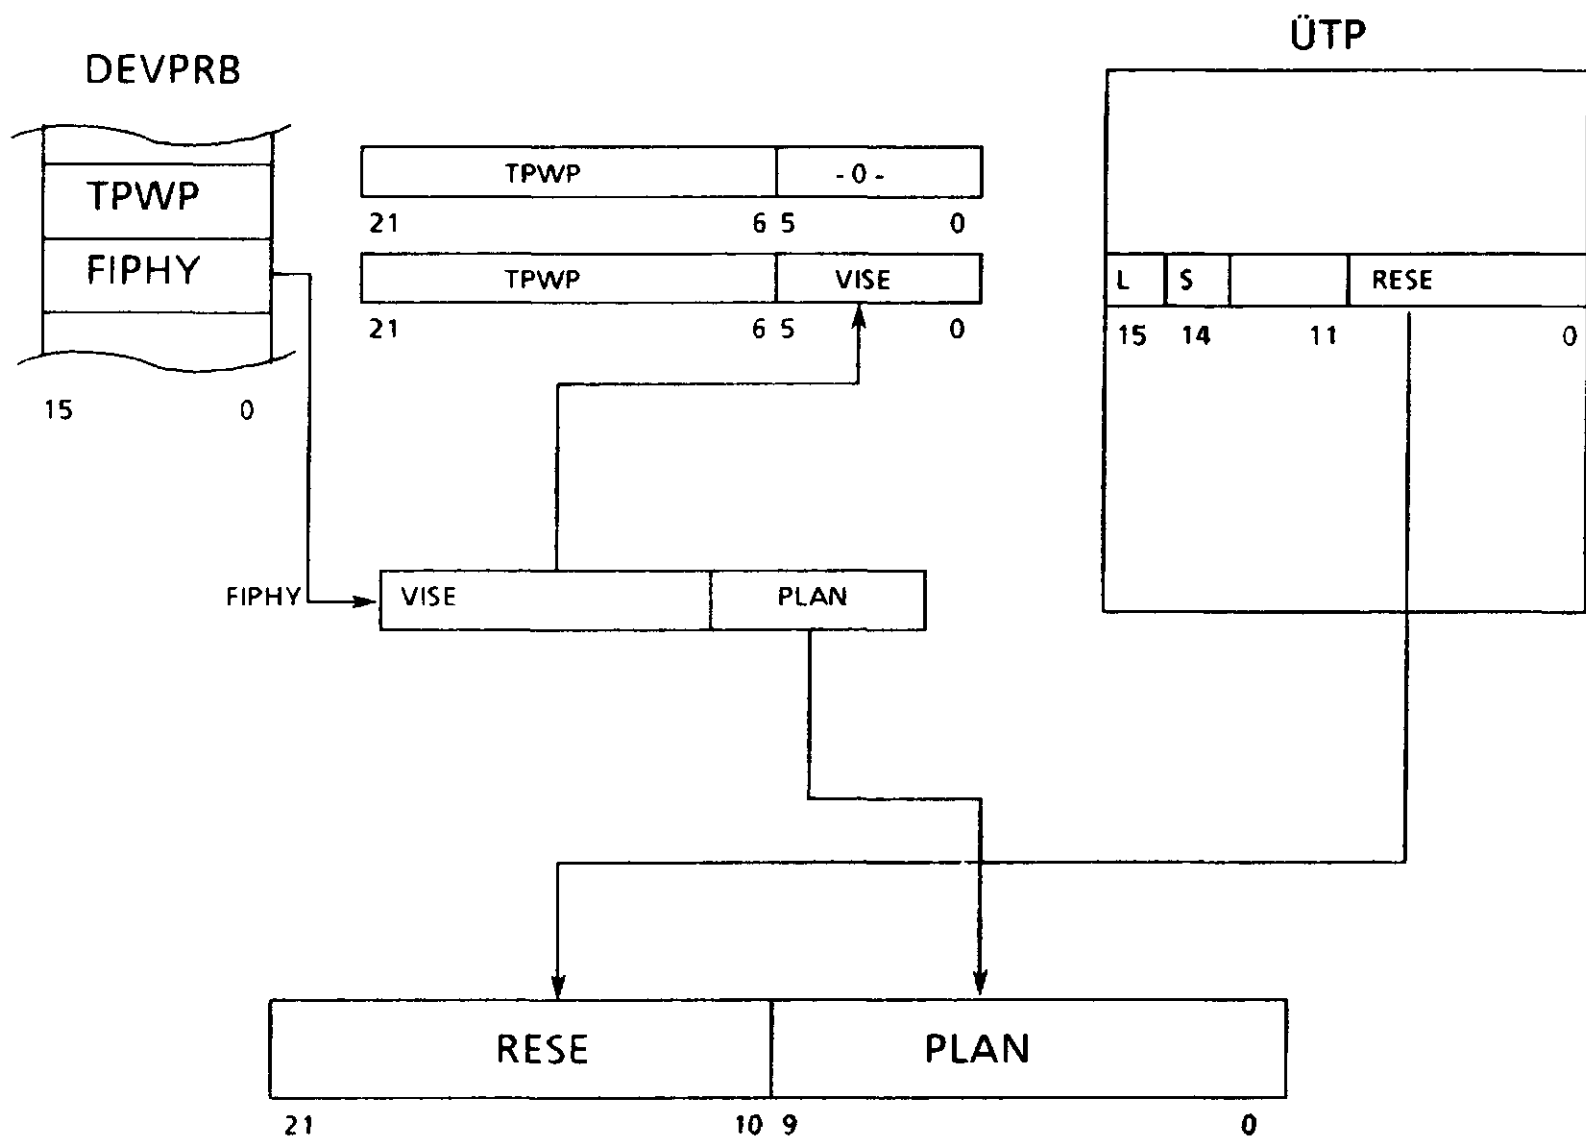 ÜTP
DEVPRB
TPWP - 0 -
TPWP
21 6 5 0
FIPHY TPWP VISE L S RESE
21 6 5 0 15 14 11 0
15 0
FIPHY VISE PLAN
RESE PLAN
21 10 9 0